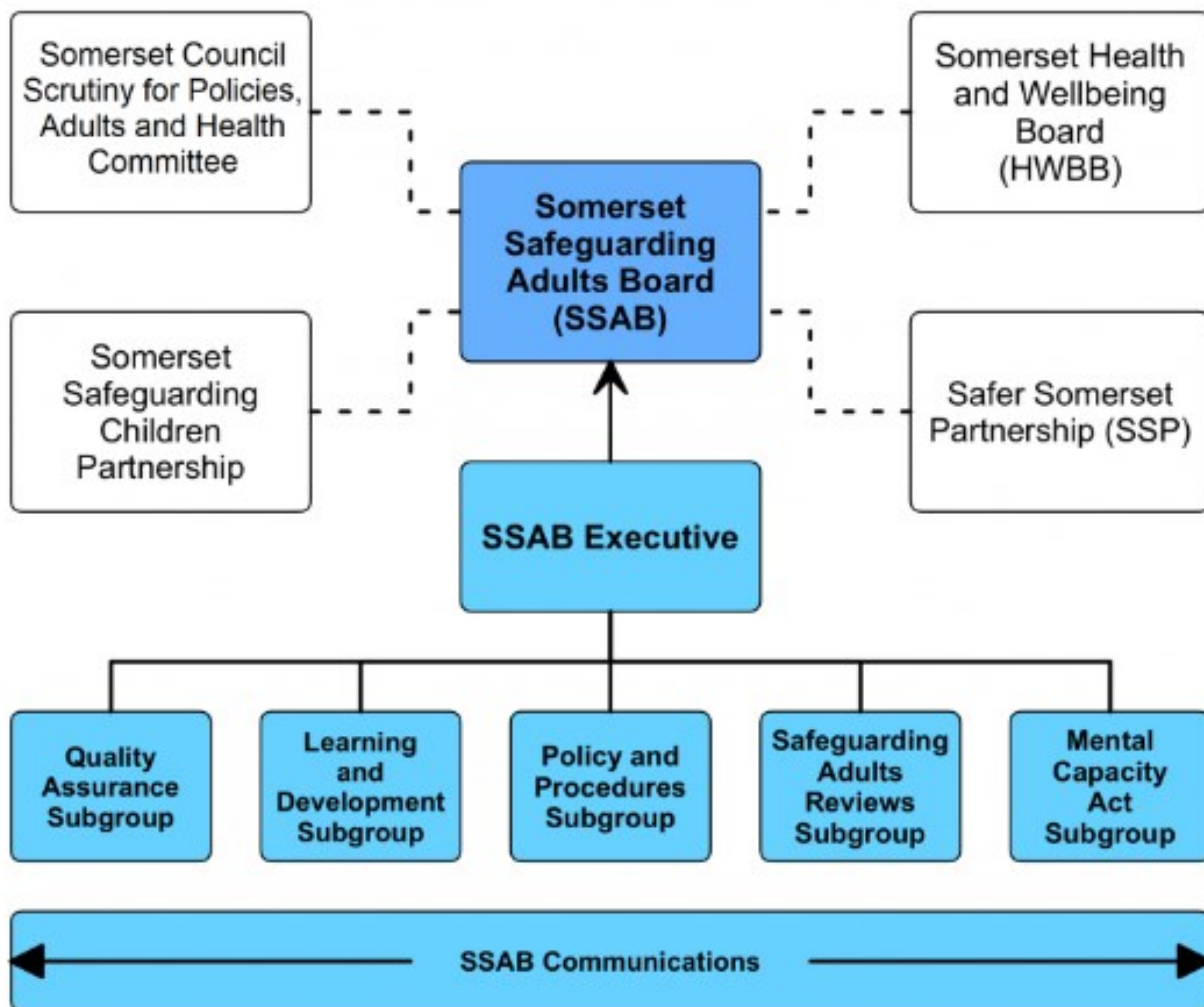 Somerset Council
Scrutiny for Policies,
Adults and Health
Committee
Somerset Health
and Wellbeing
Board
(HWBB)
Somerset
Safeguarding
Adults Board
(SSAB)
Somerset
Safeguarding
Children
Partnership
Safer Somerset
Partnership (SSP)
SSAB Executive
Quality
Assurance
Subgroup
Learning
and
Development
Subgroup
Policy and
Procedures
Subgroup
Safeguarding
Adults
Reviews
Subgroup
Mental
Capacity
Act
Subgroup
SSAB Communications